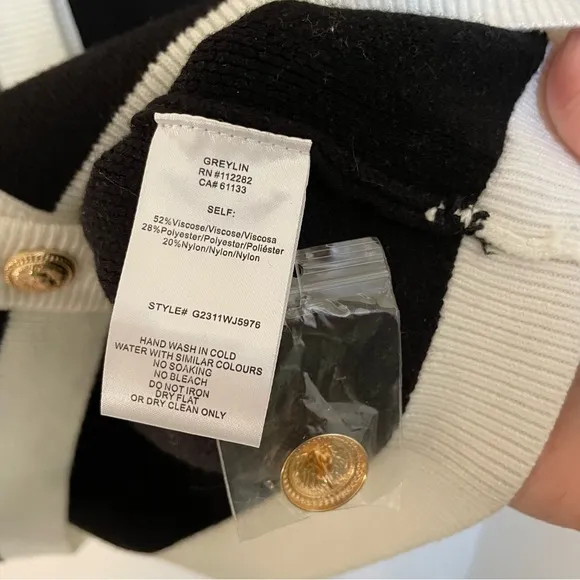 GREYLIN
RN #112282
CA# 61133
SELF:
52%Viscose/Viscose/Viscosa
28%Polyester/Polyester/Poliéster
20%Nylon/Nylon/Nylon
STYLE# G2311WJ5976
HAND WASH IN COLD
WATER WITH SIMILAR COLOURS
NO SOAKING
NO BLEACH
DO NOT IRON
DRY FLAT
OR DRY CLEAN ONLY